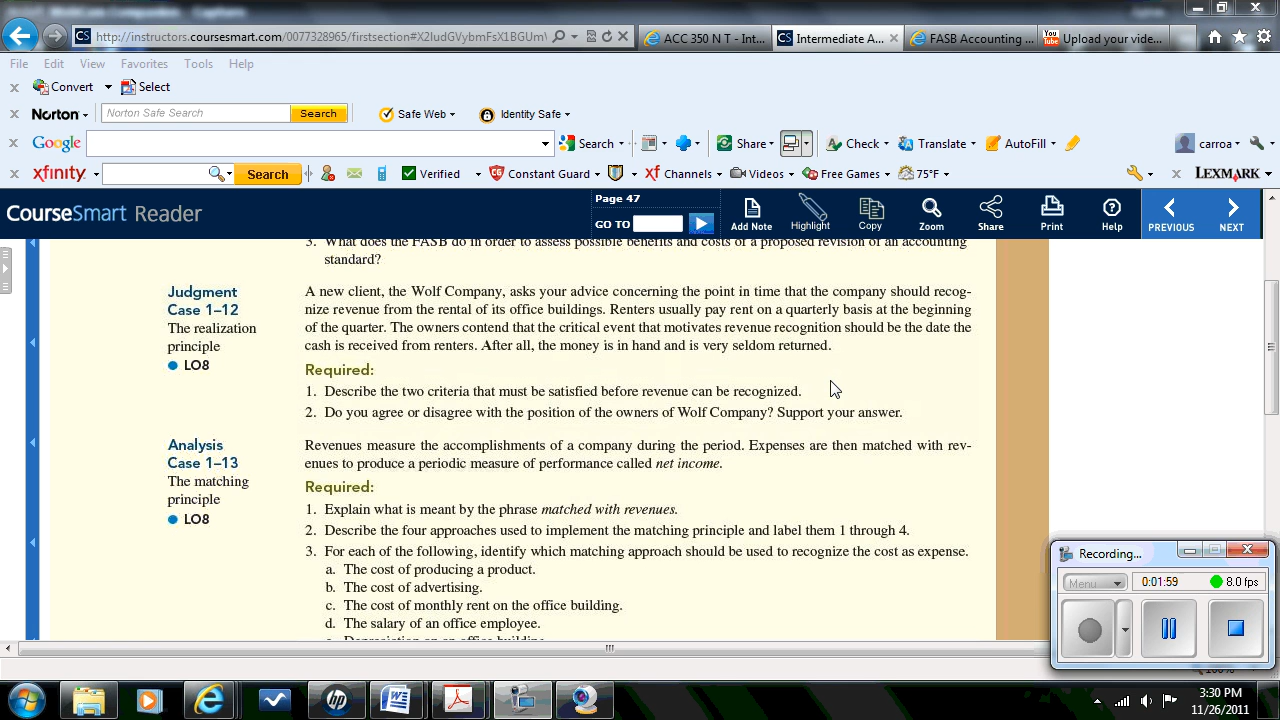 http://instructors.coursesmart.com/0077328965/firstsection#X2ludGVybmFsX1BGUm
ACC 350 N T - Int...
Intermediate A...
FASB Accounting ...
You Tube Upload your vide...
File Edit View Favorites Tools Help
Convert Select
Norton Norton Safe Search Search Safe Web Identity Safe
Google Search Share Check Translate AutoFill carroa
xfinity Search Verified Constant Guard Channels Videos Free Games 75°F LEXMARK
CourseSmart Reader
Page 47
GO TO
Add Note Highlight Copy Zoom Share Print Help PREVIOUS NEXT
3. What does the FASB do in order to assess possible benefits and costs of a proposed revision of an accounting
standard?
Judgment
Case 1–12
The realization
principle
LO8
A new client, the Wolf Company, asks your advice concerning the point in time that the company should recog-
nize revenue from the rental of its office buildings. Renters usually pay rent on a quarterly basis at the beginning
of the quarter. The owners contend that the critical event that motivates revenue recognition should be the date the
cash is received from renters. After all, the money is in hand and is very seldom returned.
Required:
1. Describe the two criteria that must be satisfied before revenue can be recognized.
2. Do you agree or disagree with the position of the owners of Wolf Company? Support your answer.
Analysis
Case 1–13
The matching
principle
LO8
Revenues measure the accomplishments of a company during the period. Expenses are then matched with rev-
enues to produce a periodic measure of performance called net income.
Required:
1. Explain what is meant by the phrase matched with revenues.
2. Describe the four approaches used to implement the matching principle and label them 1 through 4.
3. For each of the following, identify which matching approach should be used to recognize the cost as expense.
a. The cost of producing a product.
b. The cost of advertising.
c. The cost of monthly rent on the office building.
d. The salary of an office employee.
Recording...
Menu 0:01:59 8.0 fps
3:30 PM
11/26/2011